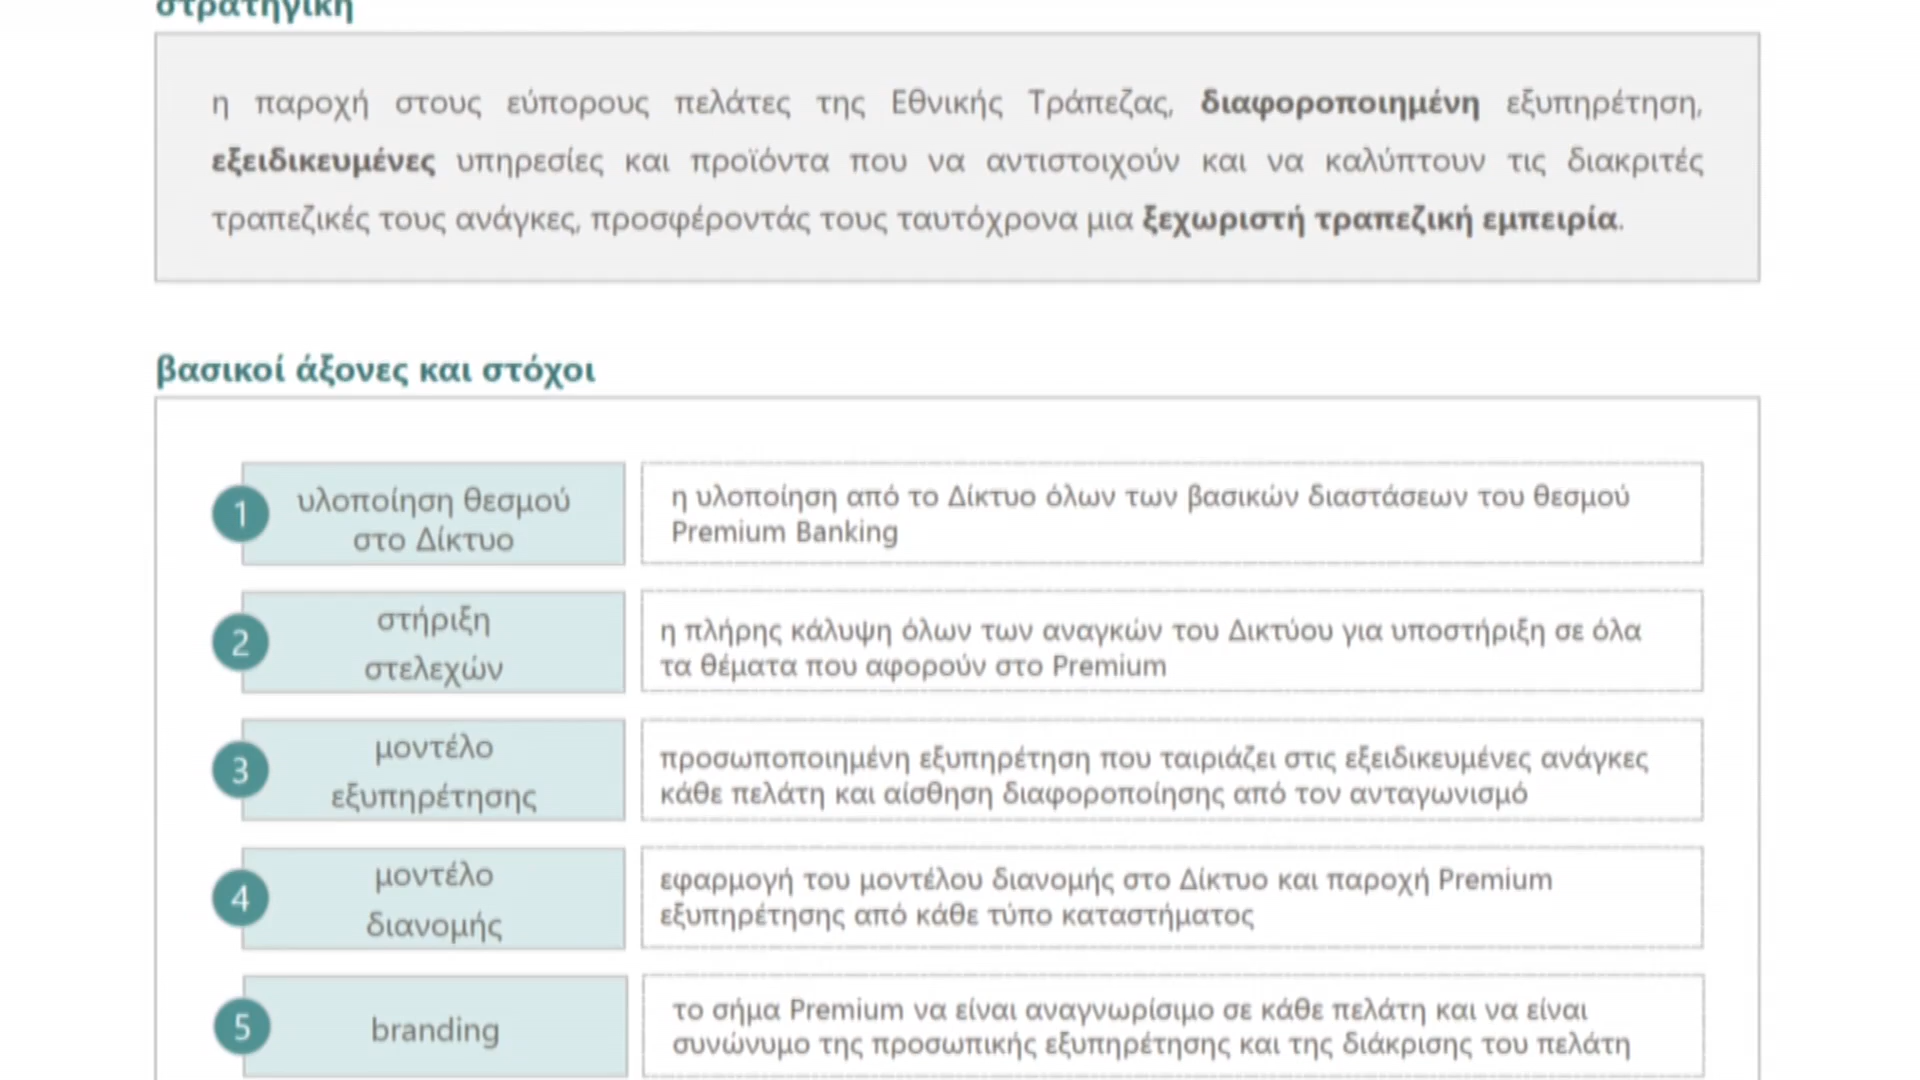 στρατηγική
η παροχή στους εύπορους πελάτες της Εθνικής Τράπεζας, διαφοροποιημένη εξυπηρέτηση,
εξειδικευμένες υπηρεσίες και προϊόντα που να αντιστοιχούν και να καλύπτουν τις διακριτές
τραπεζικές τους ανάγκες, προσφέροντάς τους ταυτόχρονα μια ξεχωριστή τραπεζική εμπειρία.
βασικοί άξονες και στόχοι
1
υλοποίηση θεσμού
στο Δίκτυο
η υλοποίηση από το Δίκτυο όλων των βασικών διαστάσεων του θεσμού
Premium Banking
2
στήριξη
στελεχών
η πλήρης κάλυψη όλων των αναγκών του Δικτύου για υποστήριξη σε όλα
τα θέματα που αφορούν στο Premium
3
μοντέλο
εξυπηρέτησης
προσωποποιημένη εξυπηρέτηση που ταιριάζει στις εξειδικευμένες ανάγκες
κάθε πελάτη και αίσθηση διαφοροποίησης από τον ανταγωνισμό
4
μοντέλο
διανομής
εφαρμογή του μοντέλου διανομής στο Δίκτυο και παροχή Premium
εξυπηρέτησης από κάθε τύπο καταστήματος
5
branding
το σήμα Premium να είναι αναγνωρίσιμο σε κάθε πελάτη και να είναι
συνώνυμο της προσωπικής εξυπηρέτησης και της διάκρισης του πελάτη